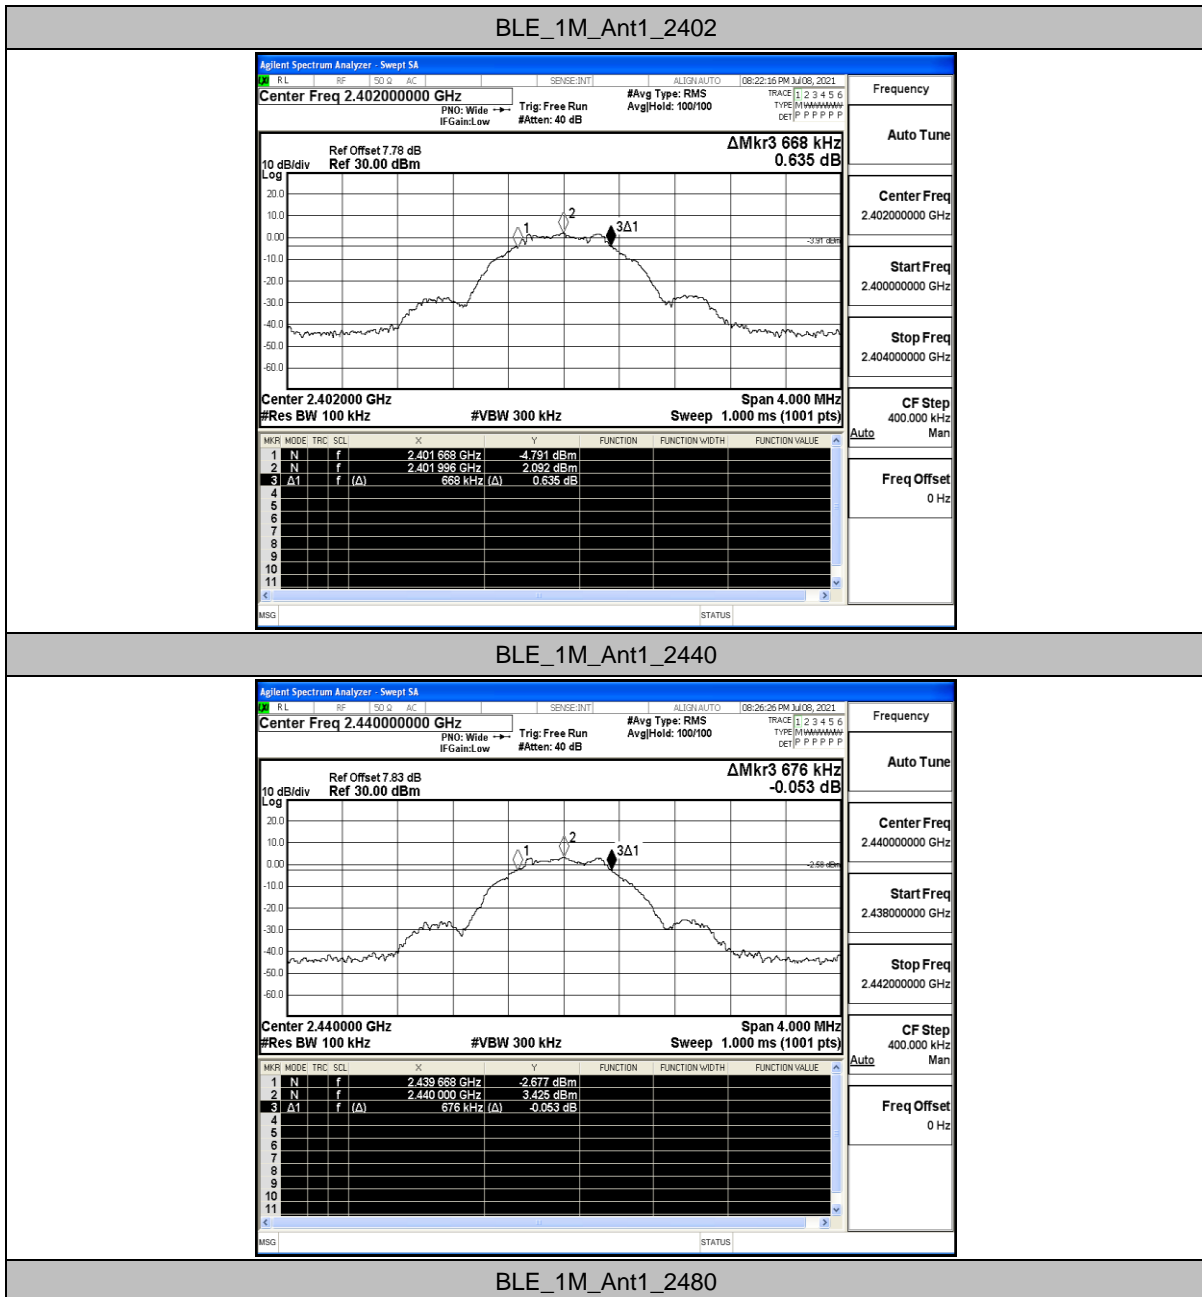 BLE_1M_Ant1_2402
Agilent Spectrum Analyzer - Swept SA
RL RF 50 Ω AC SENSE:INT ALIGNAUTO 08:22:16 PM Jul 08, 2021
Center Freq 2.402000000 GHz
PNO: Wide
IFGain:Low
Trig: Free Run
#Atten: 40 dB
#Avg Type: RMS
Avg|Hold: 100/100
TRACE 1 2 3 4 5 6
TYPE M WWWWW
DET P P P P P P
Frequency
Auto Tune
Center Freq
2.402000000 GHz
Start Freq
2.400000000 GHz
Stop Freq
2.404000000 GHz
CF Step
400.000 kHz
Auto Man
Freq Offset
0 Hz
ΔMkr3 668 kHz
0.635 dB
Ref Offset 7.78 dB
10 dB/div Ref 30.00 dBm
Log
20.0
10.0
0.00
-10.0
-20.0
-30.0
-40.0
-50.0
-60.0
1
2
3Δ1
-3.91 dBm
Center 2.402000 GHz Span 4.000 MHz
#Res BW 100 kHz #VBW 300 kHz Sweep 1.000 ms (1001 pts)
MKR MODE TRC SCL X Y FUNCTION FUNCTION WIDTH FUNCTION VALUE
1 N f 2.401 668 GHz -4.791 dBm
2 N f 2.401 996 GHz 2.092 dBm
3 Δ1 f (Δ) 668 kHz (Δ) 0.635 dB
4
5
6
7
8
9
10
11
MSG STATUS
BLE_1M_Ant1_2440
Agilent Spectrum Analyzer - Swept SA
RL RF 50 Ω AC SENSE:INT ALIGNAUTO 08:26:26 PM Jul 08, 2021
Center Freq 2.440000000 GHz
PNO: Wide
IFGain:Low
Trig: Free Run
#Atten: 40 dB
#Avg Type: RMS
Avg|Hold: 100/100
TRACE 1 2 3 4 5 6
TYPE M WWWWW
DET P P P P P P
Frequency
Auto Tune
Center Freq
2.440000000 GHz
Start Freq
2.438000000 GHz
Stop Freq
2.442000000 GHz
CF Step
400.000 kHz
Auto Man
Freq Offset
0 Hz
ΔMkr3 676 kHz
-0.053 dB
Ref Offset 7.83 dB
10 dB/div Ref 30.00 dBm
Log
20.0
10.0
0.00
-10.0
-20.0
-30.0
-40.0
-50.0
-60.0
1
2
3Δ1
-2.58 dBm
Center 2.440000 GHz Span 4.000 MHz
#Res BW 100 kHz #VBW 300 kHz Sweep 1.000 ms (1001 pts)
MKR MODE TRC SCL X Y FUNCTION FUNCTION WIDTH FUNCTION VALUE
1 N f 2.439 668 GHz -2.677 dBm
2 N f 2.440 000 GHz 3.425 dBm
3 Δ1 f (Δ) 676 kHz (Δ) -0.053 dB
4
5
6
7
8
9
10
11
MSG STATUS
BLE_1M_Ant1_2480